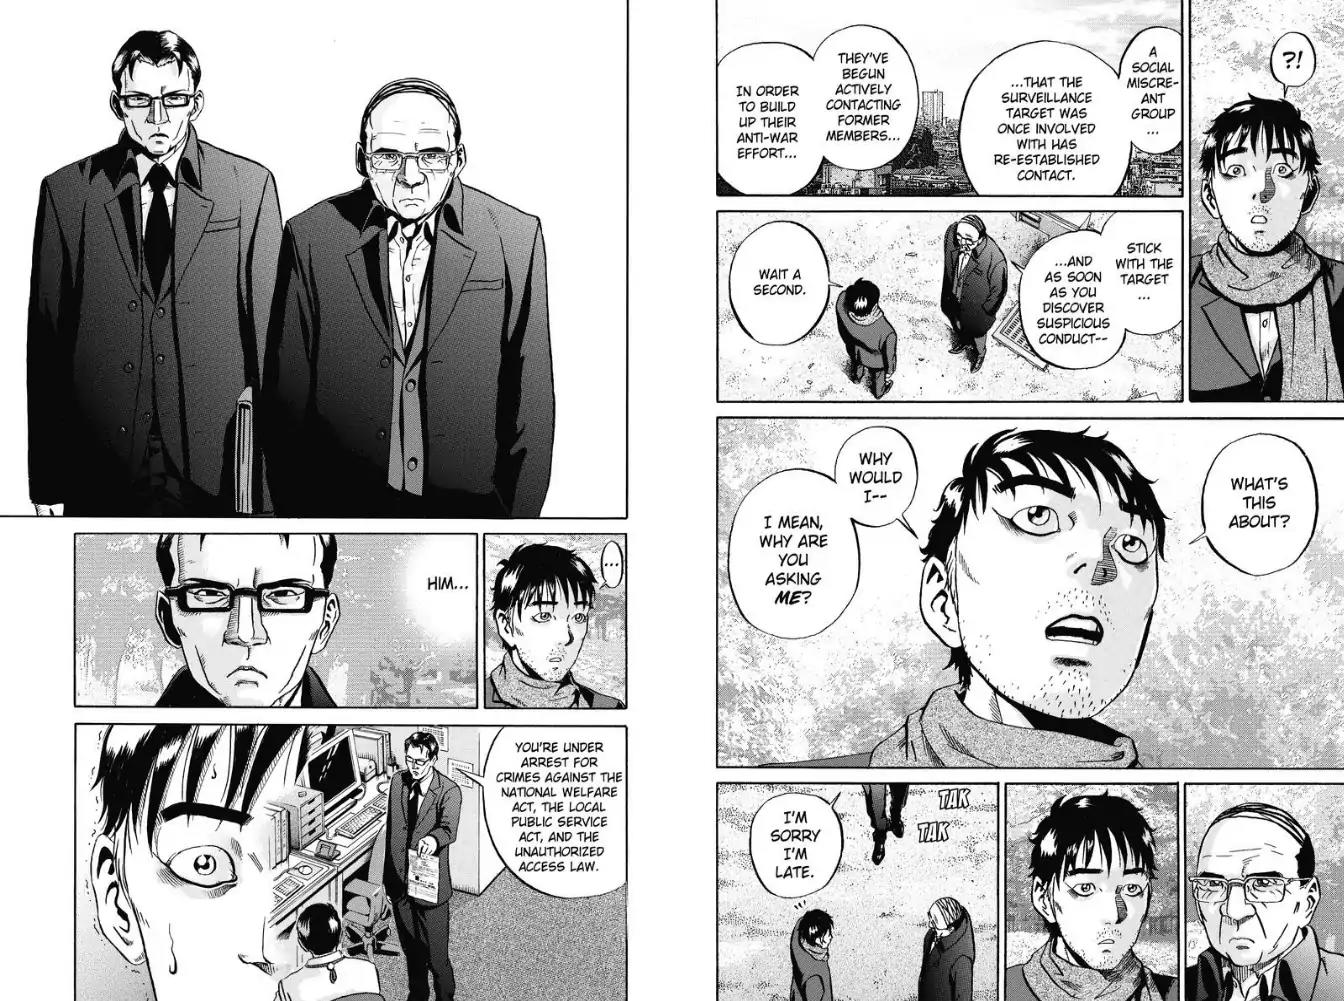 ?!
A
SOCIAL
MISCRE-
ANT
GROUP
...
...THAT THE
SURVEILLANCE
TARGET WAS
ONCE INVOLVED
WITH HAS
RE-ESTABLISHED
CONTACT.
THEY'VE
BEGUN
ACTIVELY
CONTACTING
FORMER
MEMBERS...
IN ORDER
TO BUILD
UP THEIR
ANTI-WAR
EFFORT...
STICK
WITH THE
TARGET
...
...AND
AS SOON
AS YOU
DISCOVER
SUSPICIOUS
CONDUCT--
WAIT A
SECOND.
WHAT'S
THIS
ABOUT?
WHY
WOULD
I--
I MEAN,
WHY ARE
YOU
ASKING
ME?
TAK
TAK
I'M
SORRY
I'M
LATE.
...
HIM...
YOU'RE UNDER
ARREST FOR
CRIMES AGAINST THE
NATIONAL WELFARE
ACT, THE LOCAL
PUBLIC SERVICE
ACT, AND THE
UNAUTHORIZED
ACCESS LAW.